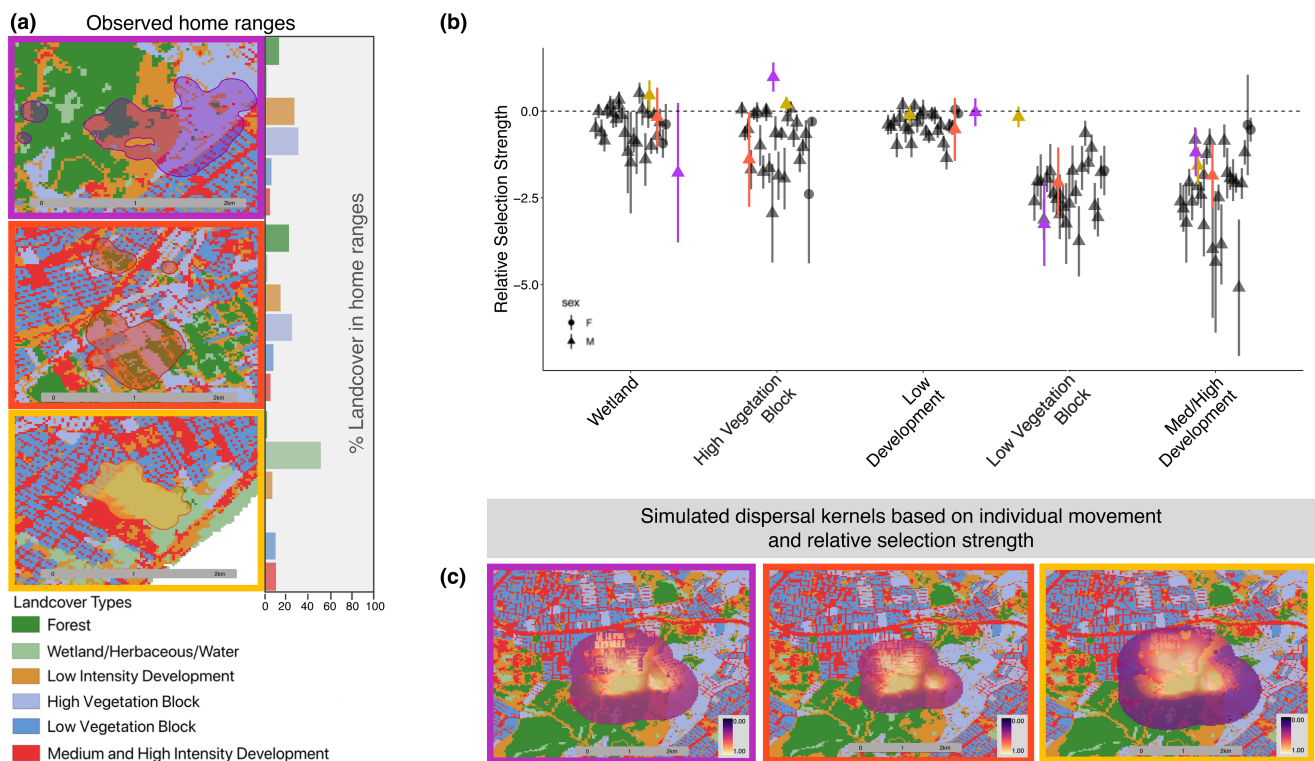 (a)
Observed home ranges
0 1 2km
0 1 2km
0 1 2km
% Landcover in home ranges
0 20 40 60 80 100
Landcover Types
Forest
Wetland/Herbaceous/Water
Low Intensity Development
High Vegetation Block
Low Vegetation Block
Medium and High Intensity Development
(b)
Relative Selection Strength
0.0
−2.5
−5.0
sex
F
M
Wetland
High Vegetation
Block
Low
Development
Low Vegetation
Block
Med/High
Development
Simulated dispersal kernels based on individual movement
and relative selection strength
(c)
0.00
1.00
0 1 2km
0.00
1.00
0 1 2km
0.00
1.00
0 1 2km